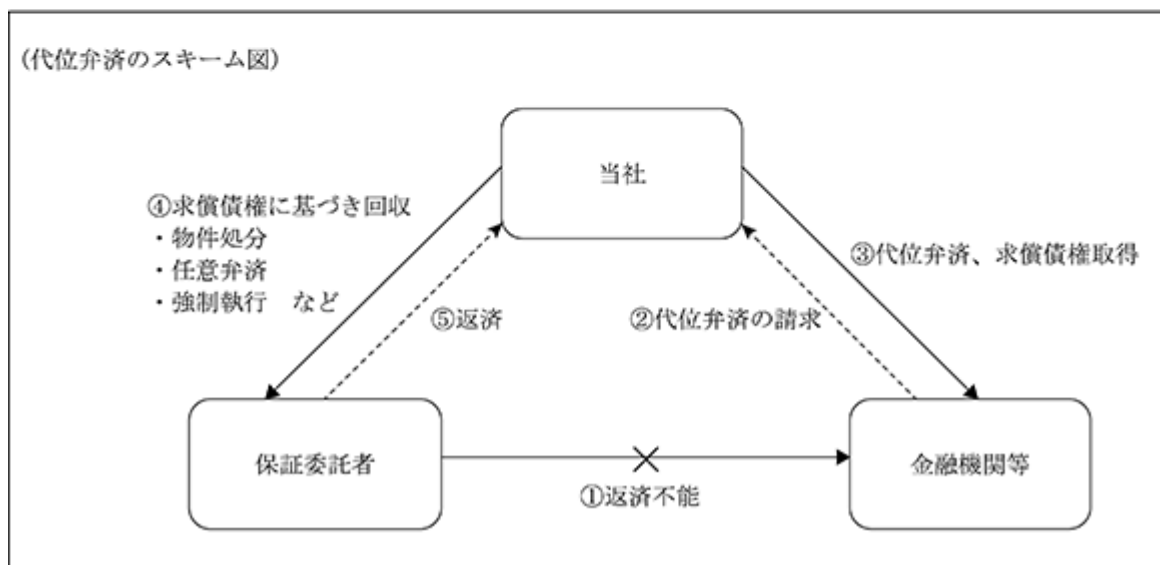 (代位弁済のスキーム図)
当社
④求償債権に基づき回収
・物件処分
・任意弁済
・強制執行 など
③代位弁済、求償債権取得
⑤返済
②代位弁済の請求
保証委託者
金融機関等
①返済不能